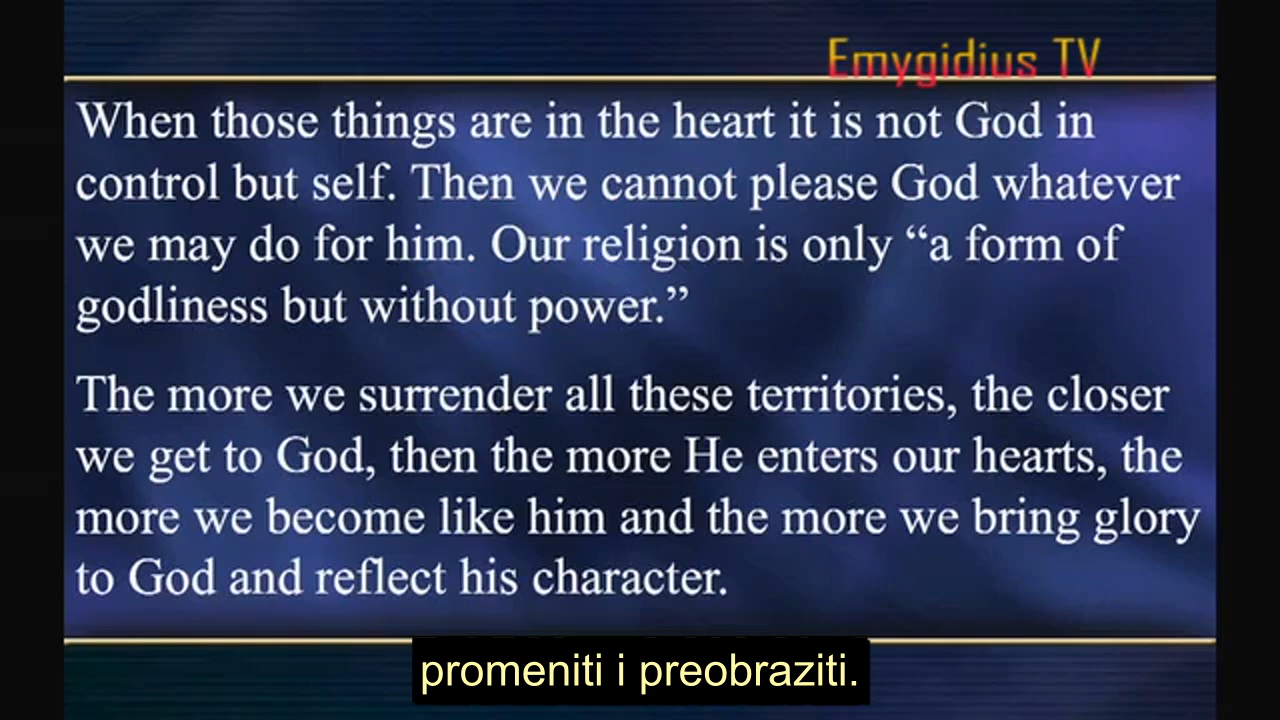 Emygidius TV
When those things are in the heart it is not God in
control but self. Then we cannot please God whatever
we may do for him. Our religion is only “a form of
godliness but without power.”
The more we surrender all these territories, the closer
we get to God, then the more He enters our hearts, the
more we become like him and the more we bring glory
to God and reflect his character.
promeniti i preobraziti.